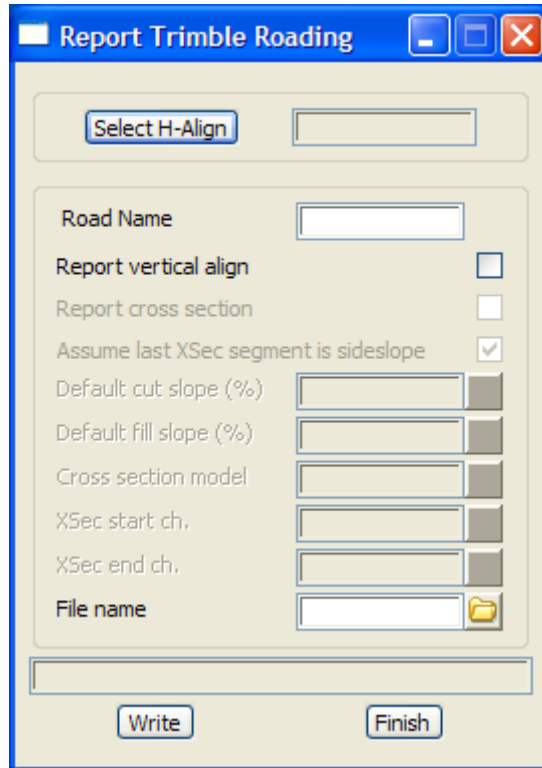 Report Trimble Roading
Select H-Align
Road Name
Report vertical align
Report cross section
Assume last XSec segment is sideslope
Default cut slope (%)
Default fill slope (%)
Cross section model
XSec start ch.
XSec end ch.
File name
Write Finish